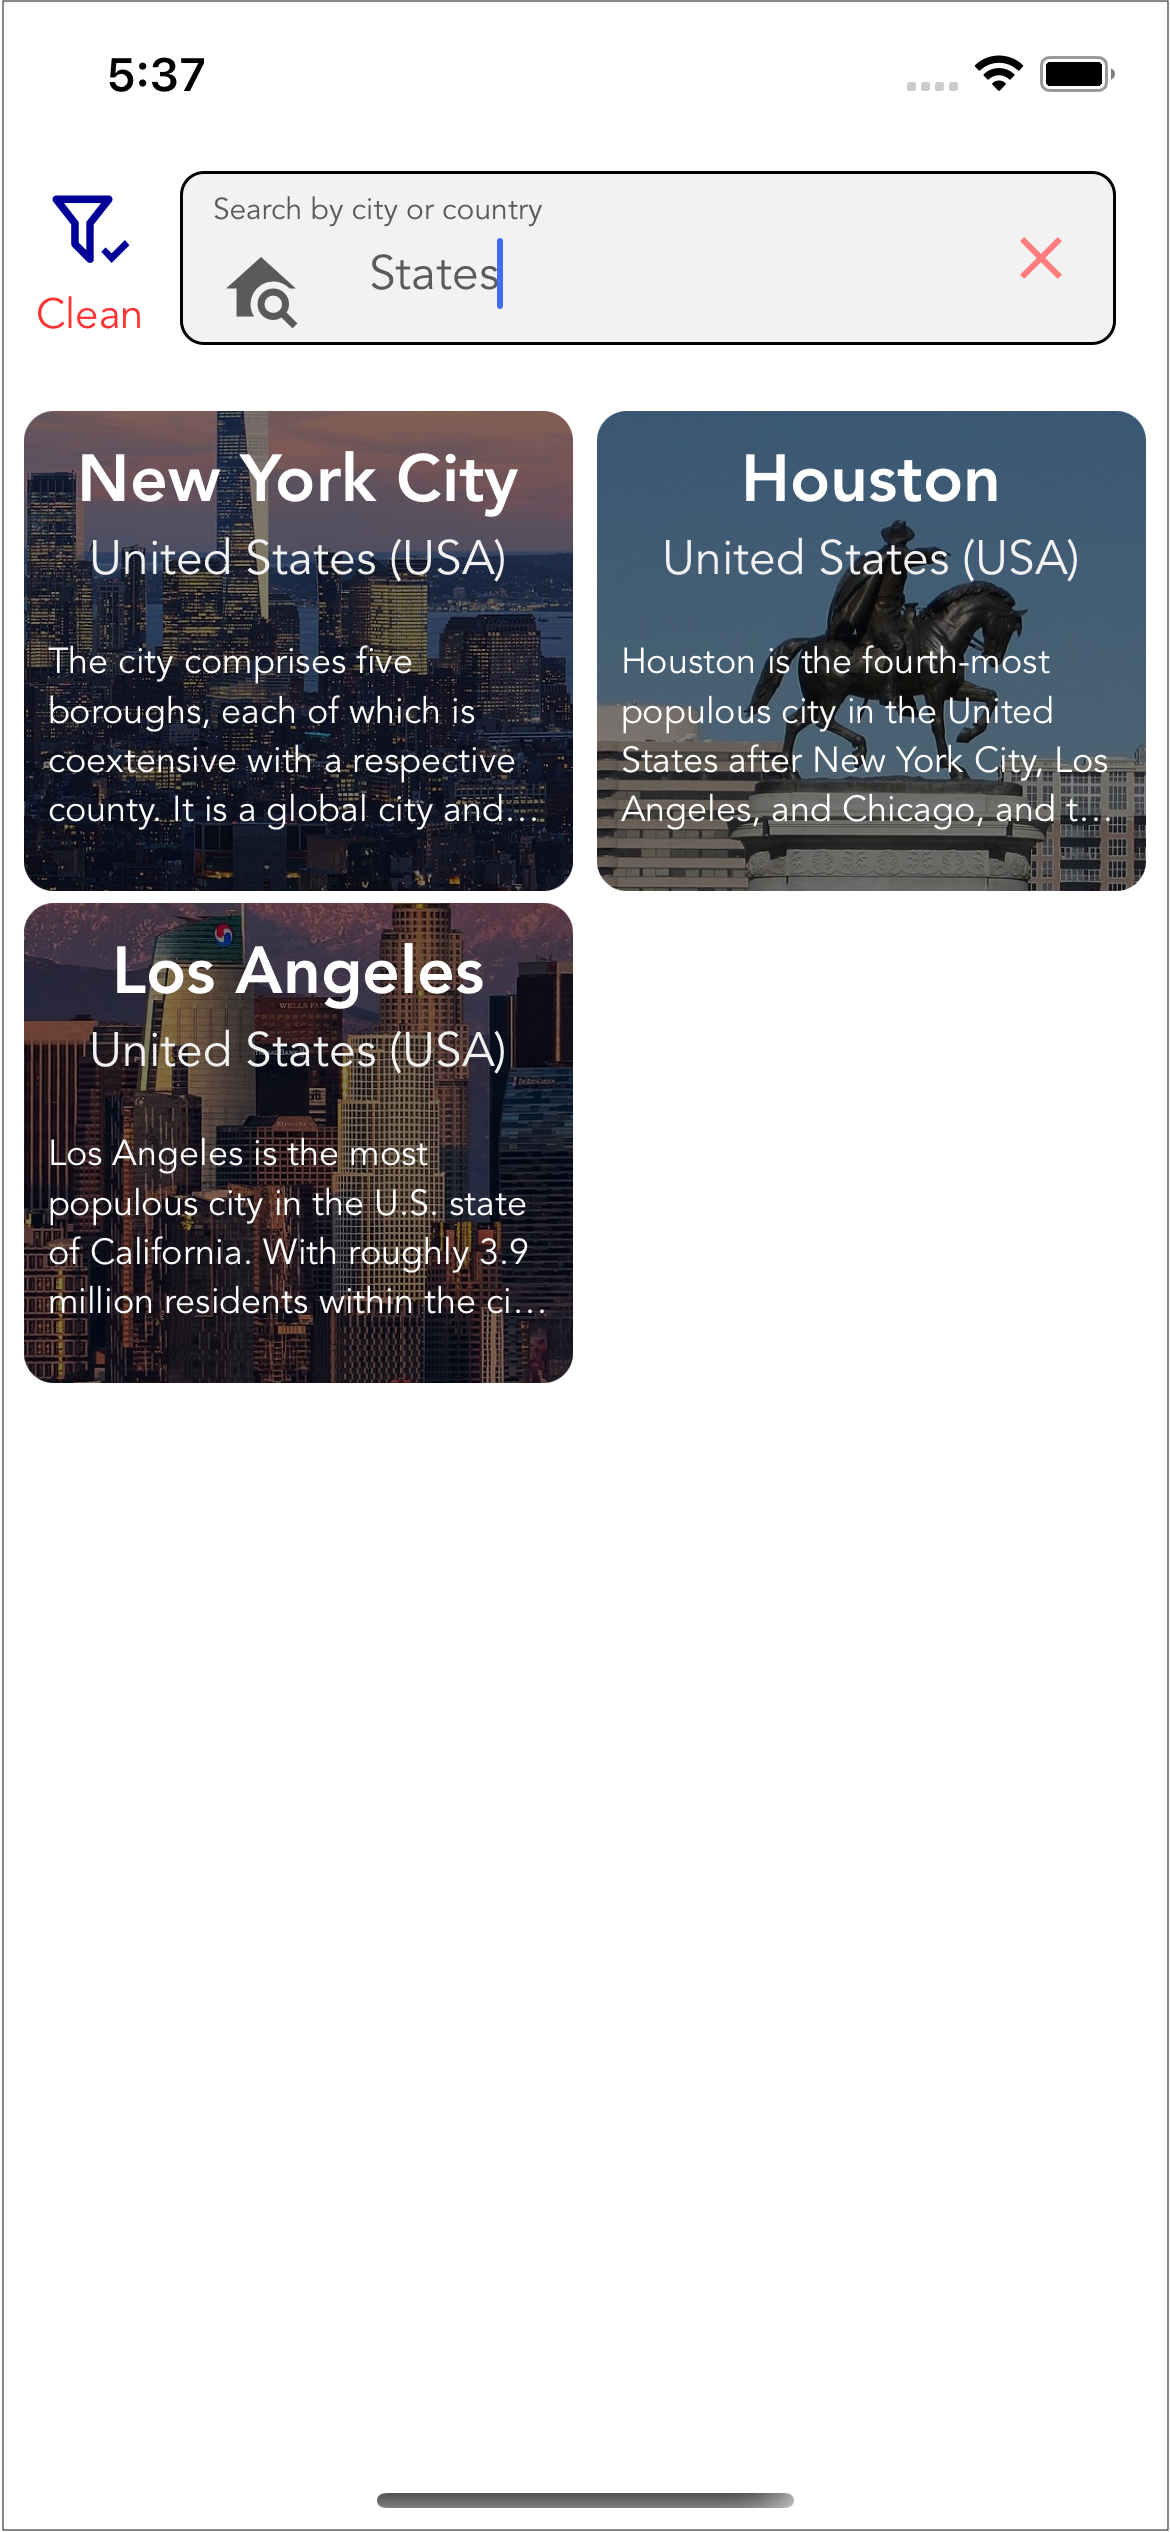 5:37
Search by city or country
States
Clean
New York City
United States (USA)
The city comprises five
boroughs, each of which is
coextensive with a respective
county. It is a global city and...
Houston
United States (USA)
Houston is the fourth-most
populous city in the United
States after New York City, Los
Angeles, and Chicago, and t...
Los Angeles
United States (USA)
Los Angeles is the most
populous city in the U.S. state
of California. With roughly 3.9
million residents within the ci...